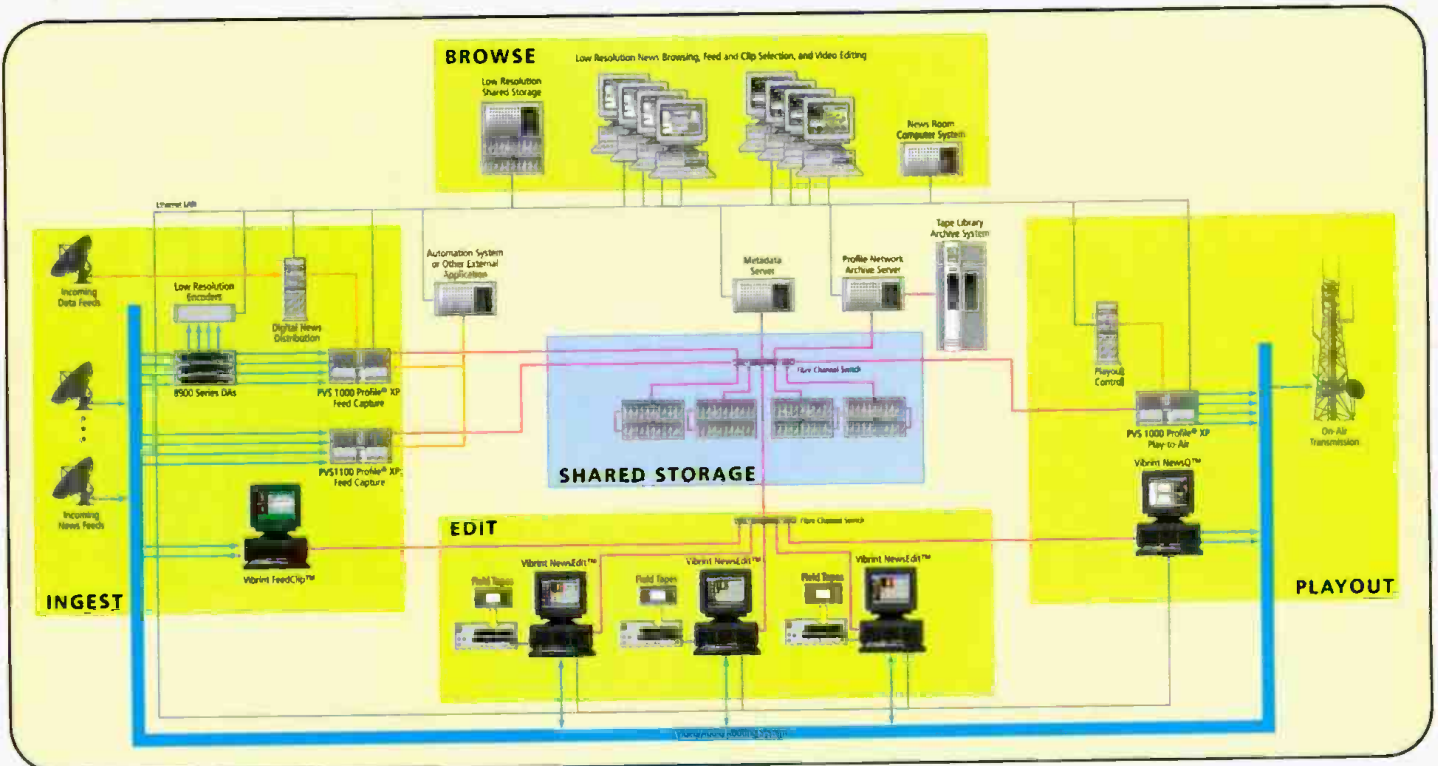 BROWSE
Low Resolution News Browsing, Feed and Clip Selection, and Video Editing
Low Resolution
Shared Storage
News Room
Computer System
Ethernet LAN
Incoming
Data Feeds
Low Resolution
Encoders
Digital News
Distribution
Automation System
or Other External
Application
Metadata
Server
Profile Network
Archive Server
Tape Library
Archive System
8900 Series DAs
PVS 1000 Profile® XP
Feed Capture
PVS1100 Profile® XP
Feed Capture
Incoming
News Feeds
Vibrint FeedClip™
INGEST
Fibre Channel Switch
SHARED STORAGE
Playout
Control
PVS 1000 Profile® XP
Play-to-Air
On-Air
Transmission
Vibrint NewsQ™
PLAYOUT
EDIT
Fibre Channel Switch
Field Tapes
Vibrint NewsEdit™
Field Tapes
Vibrint NewsEdit™
Field Tapes
Vibrint NewsEdit™
Routing